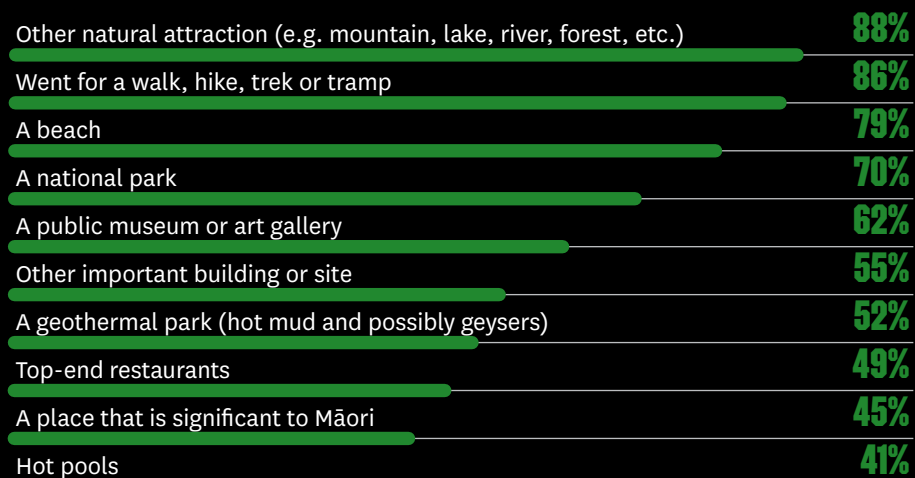 Other natural attraction (e.g. mountain, lake, river, forest, etc.) 88%
Went for a walk, hike, trek or tramp 86%
A beach 79%
A national park 70%
A public museum or art gallery 62%
Other important building or site 55%
A geothermal park (hot mud and possibly geysers) 52%
Top-end restaurants 49%
A place that is significant to Māori 45%
Hot pools 41%